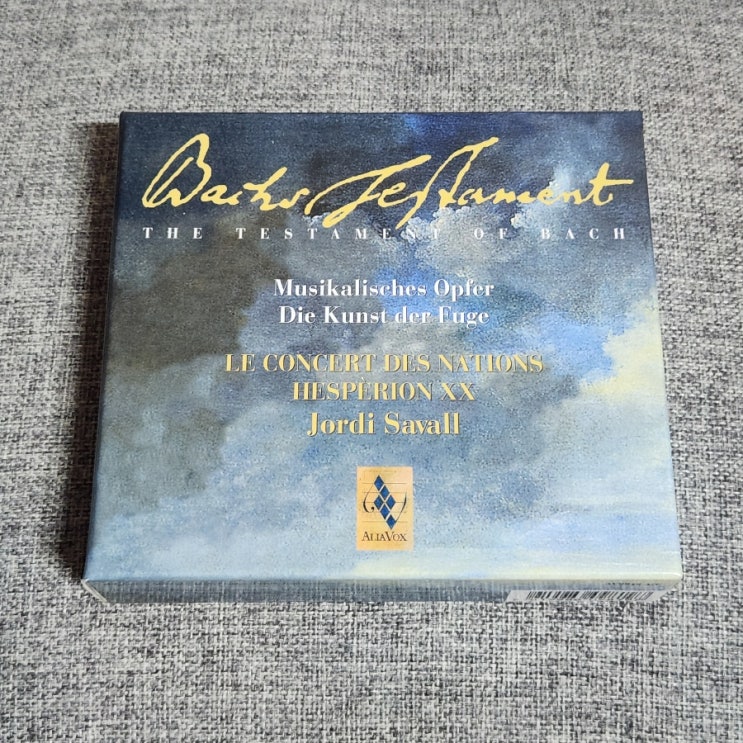 Bachs Testament
THE TESTAMENT OF BACH
Musikalisches Opfer
Die Kunst der Fuge
LE CONCERT DES NATIONS
HESPÈRION XX
Jordi Savall
ALIAVOX